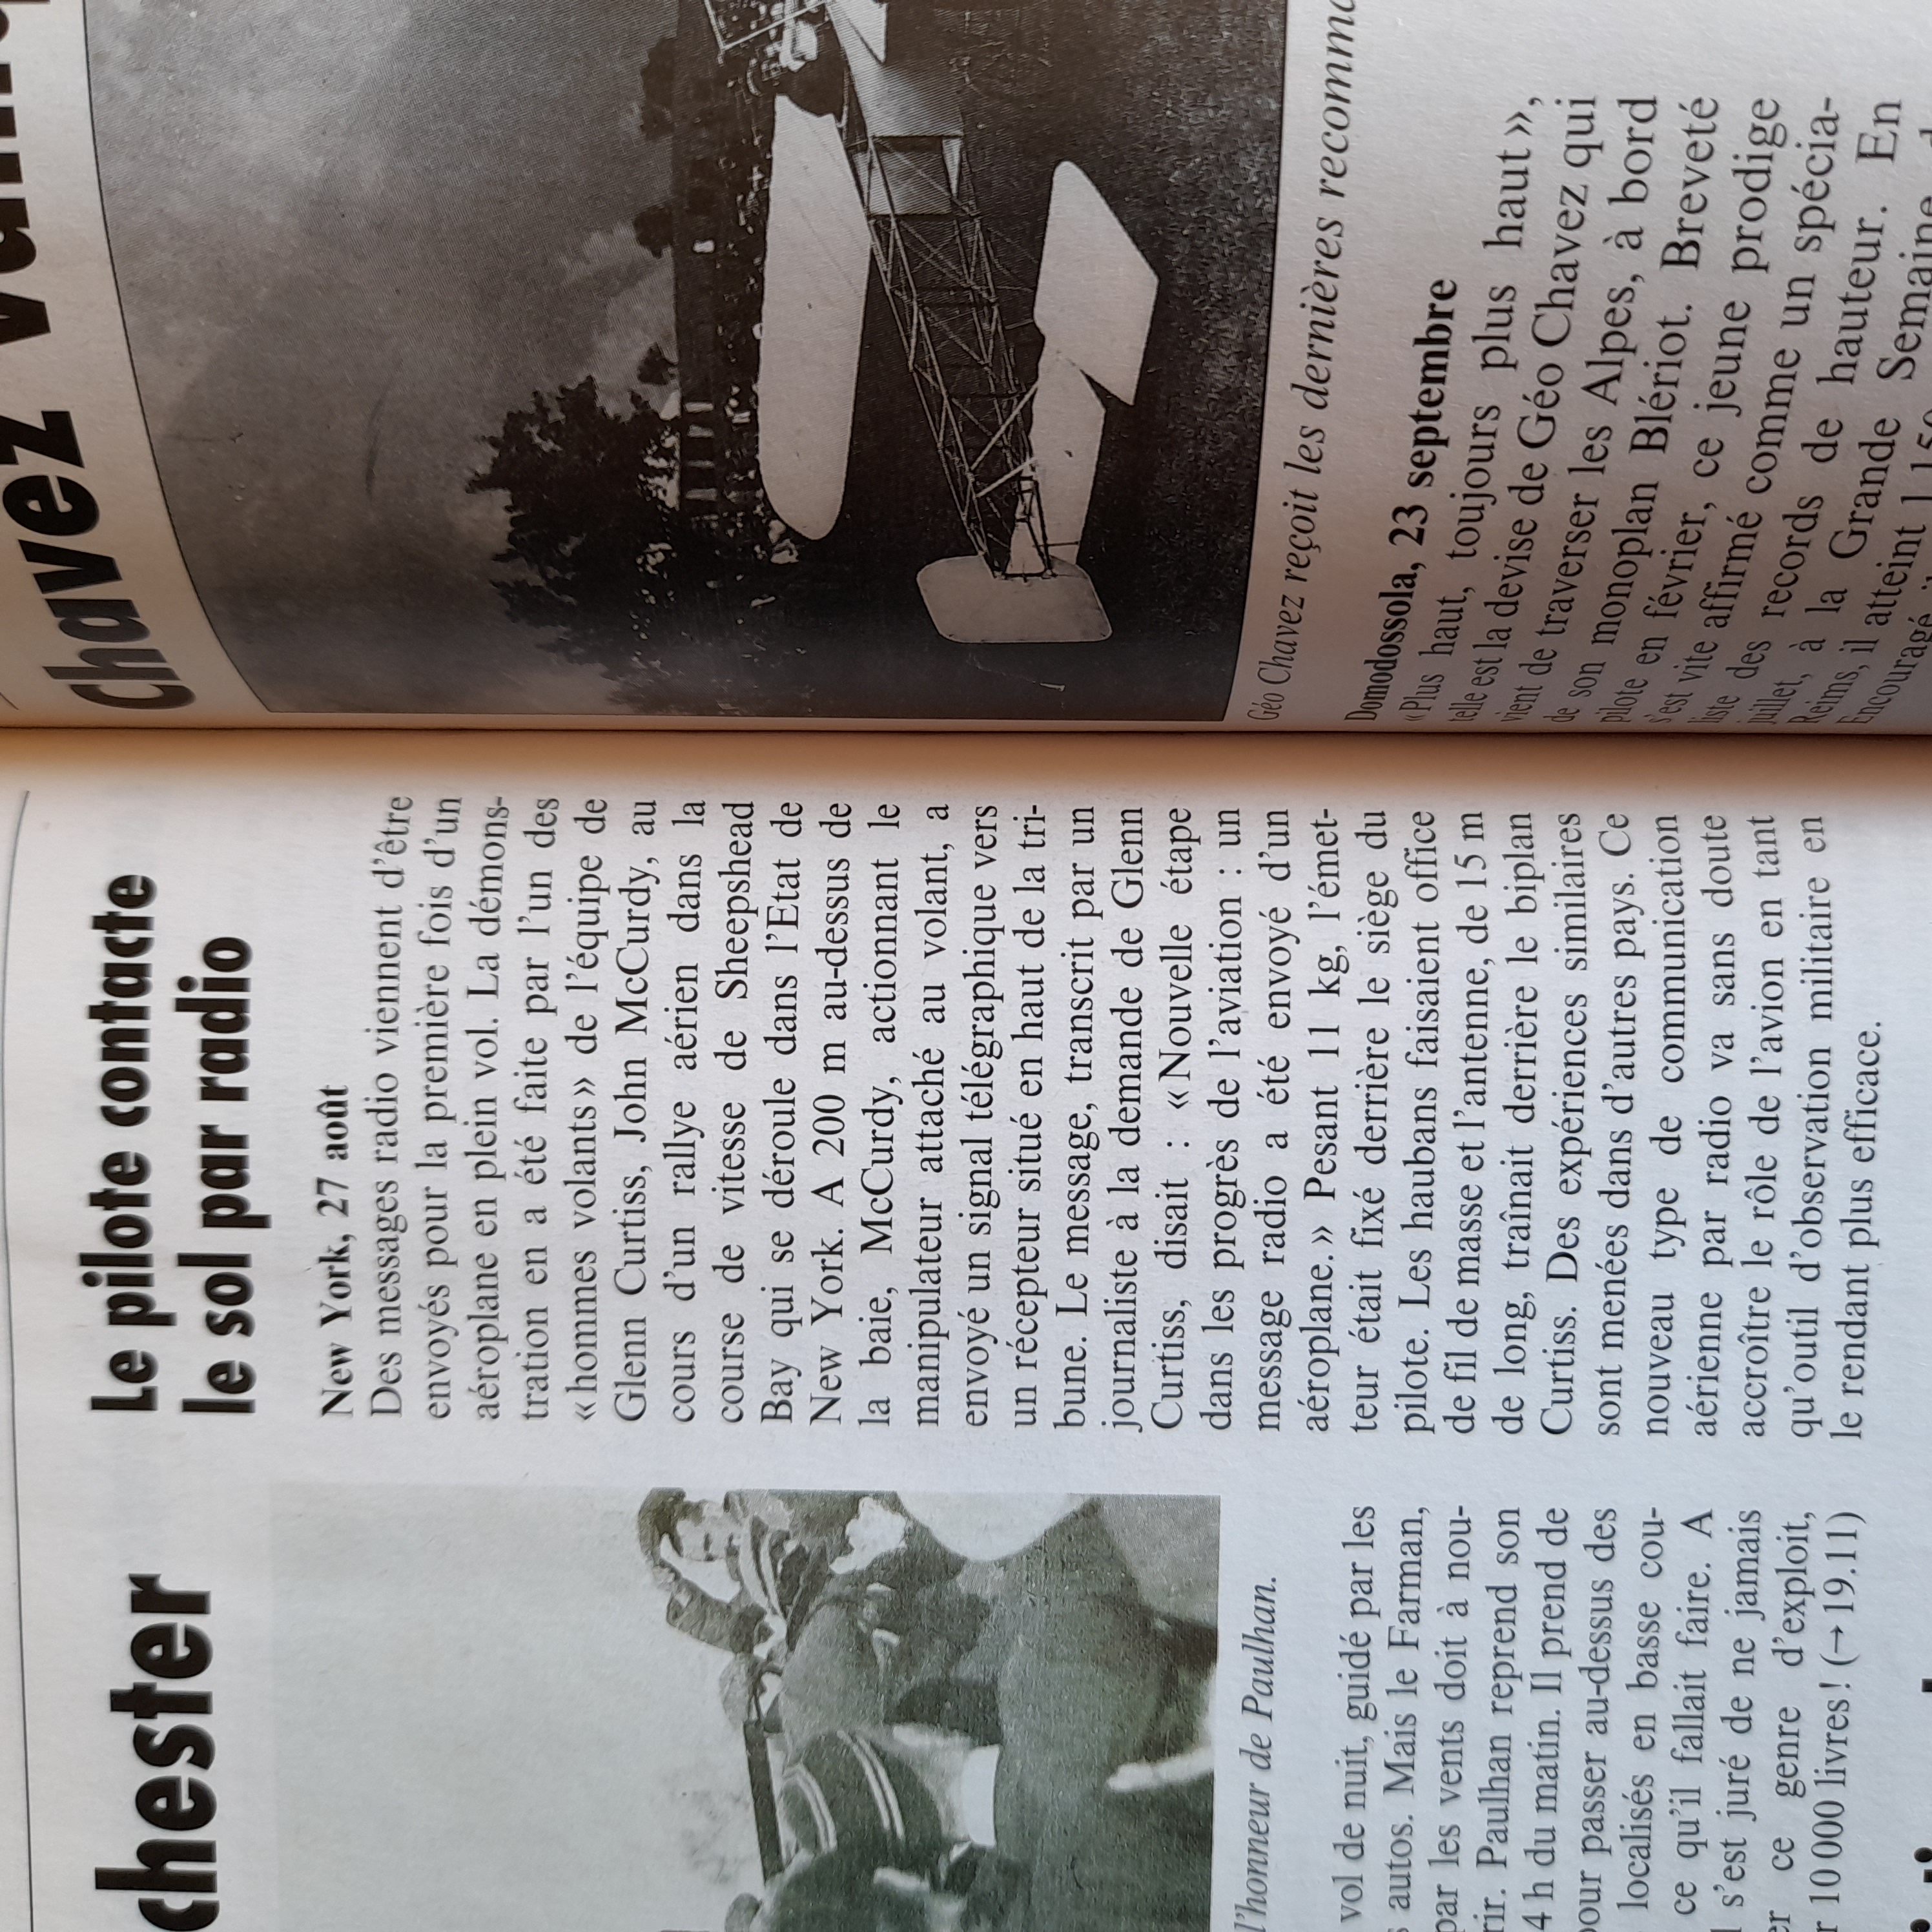 chester
l'honneur de Paulhan.
vol de nuit, guidé par les
autos. Mais le Farman,
par les vents doit à nou-
rir. Paulhan reprend son
4 h du matin. Il prend de
pour passer au-dessus des
localisés en basse cou-
ce qu'il fallait faire. A
s'est juré de ne jamais
ce genre d'exploit,
10 000 livres! (→ 19.11)
Le pilote contacte
le sol par radio
New York, 27 août
Des messages radio viennent d'être
envoyés pour la première fois d'un
aéroplane en plein vol. La démons-
tration en a été faite par l'un des
«hommes volants» de l'équipe de
Glenn Curtiss, John McCurdy, au
cours d'un rallye aérien dans la
course de vitesse de Sheepshead
Bay qui se déroule dans l'Etat de
New York. A 200 m au-dessus de
la baie, McCurdy, actionnant le
manipulateur attaché au volant, a
envoyé un signal télégraphique vers
un récepteur situé en haut de la tri-
bune. Le message, transcrit par un
journaliste à la demande de Glenn
Curtiss, disait : «Nouvelle étape
dans les progrès de l'aviation : un
message radio a été envoyé d'un
aéroplane.» Pesant 11 kg, l'émet-
teur était fixé derrière le siège du
pilote. Les haubans faisaient office
de fil de masse et l'antenne, de 15 m
de long, traînait derrière le biplan
Curtiss. Des expériences similaires
sont menées dans d'autres pays. Ce
nouveau type de communication
aérienne par radio va sans doute
accroître le rôle de l'avion en tant
qu'outil d'observation militaire en
le rendant plus efficace.
Chavez
Géo Chavez reçoit les dernières recomma
Domodossola, 23 septembre
«Plus haut, toujours plus haut»,
telle est la devise de Géo Chavez qui
vient de traverser les Alpes, à bord
de son monoplan Blériot. Breveté
pilote en février, ce jeune prodige
s'est vite affirmé comme un spécia-
liste des records de hauteur. En
juillet, à la Grande Semaine
Reims, il atteint
Encouragé